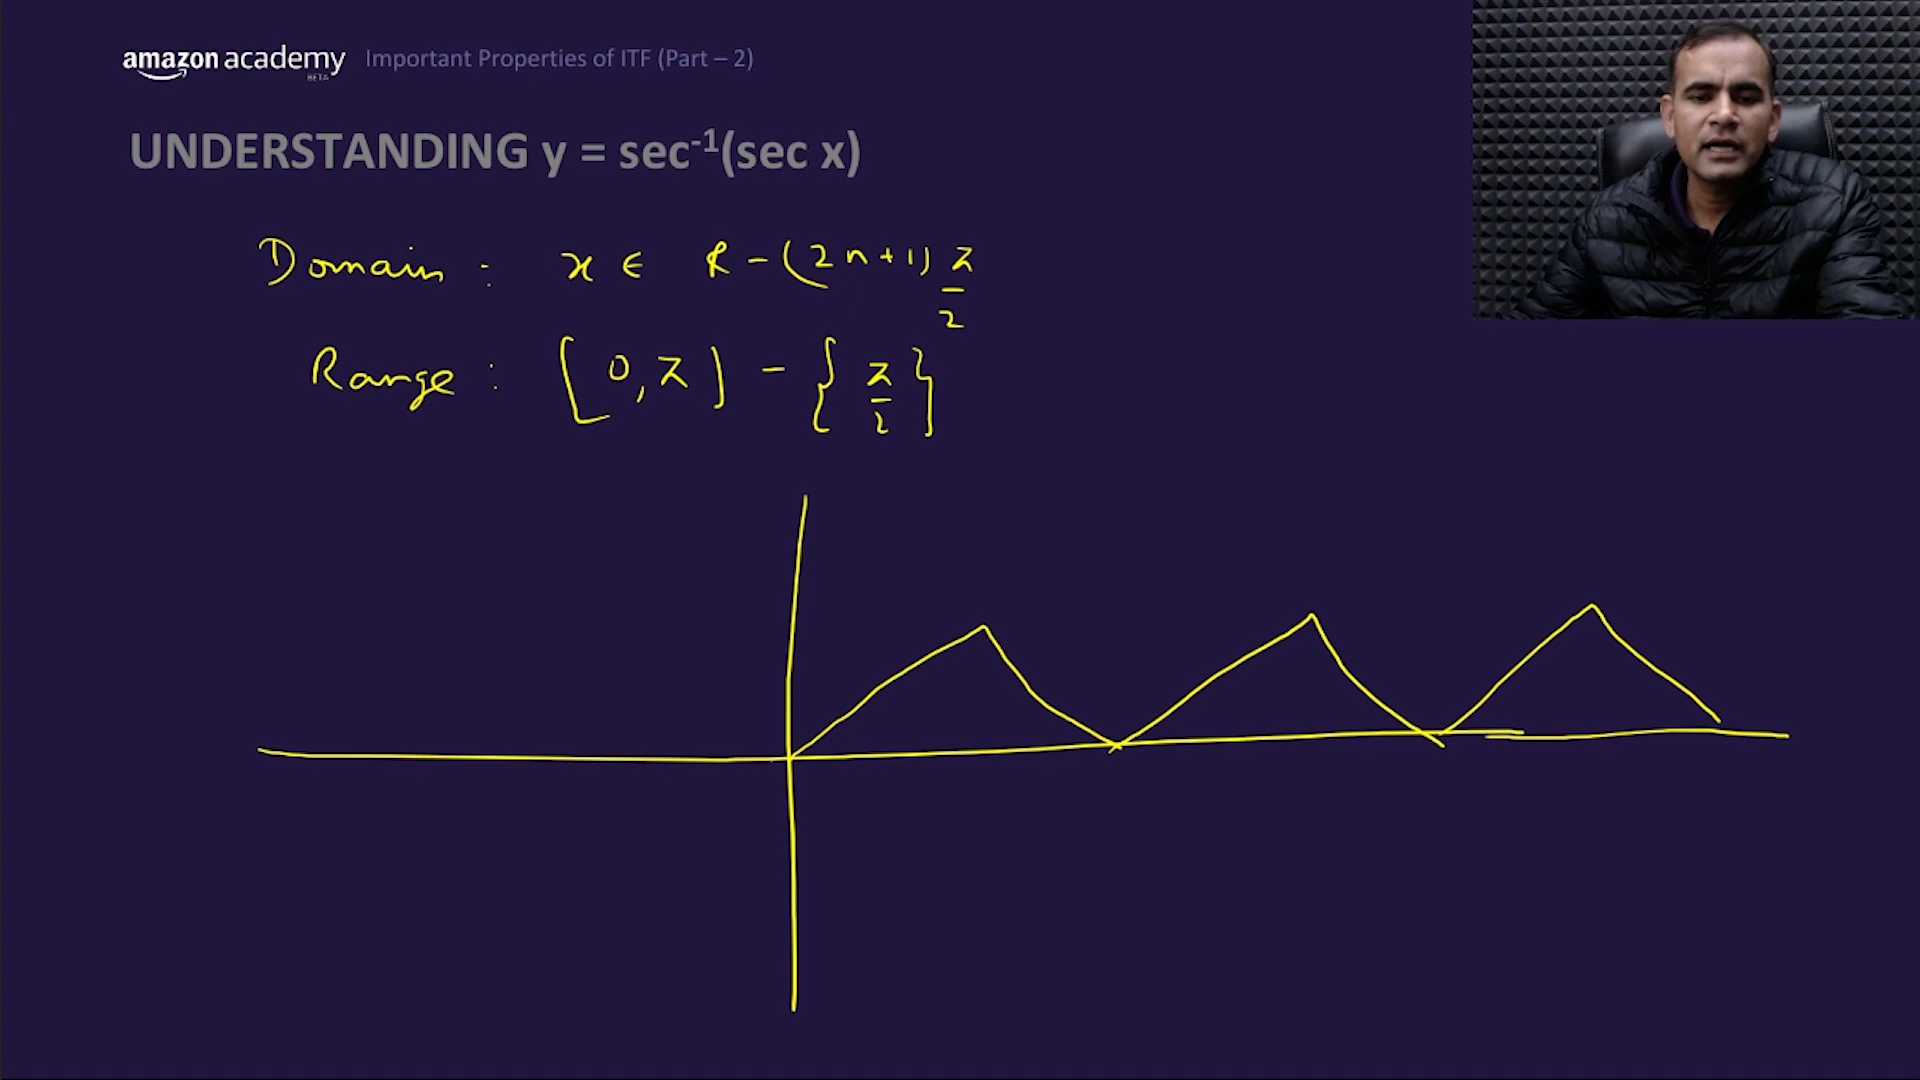 amazon academy
BETA
Important Properties of ITF (Part – 2)
UNDERSTANDING y = sec⁻¹(sec x)
Domain : x ∈ R - (2n+1) π/2
Range : [0, π] - {π/2}